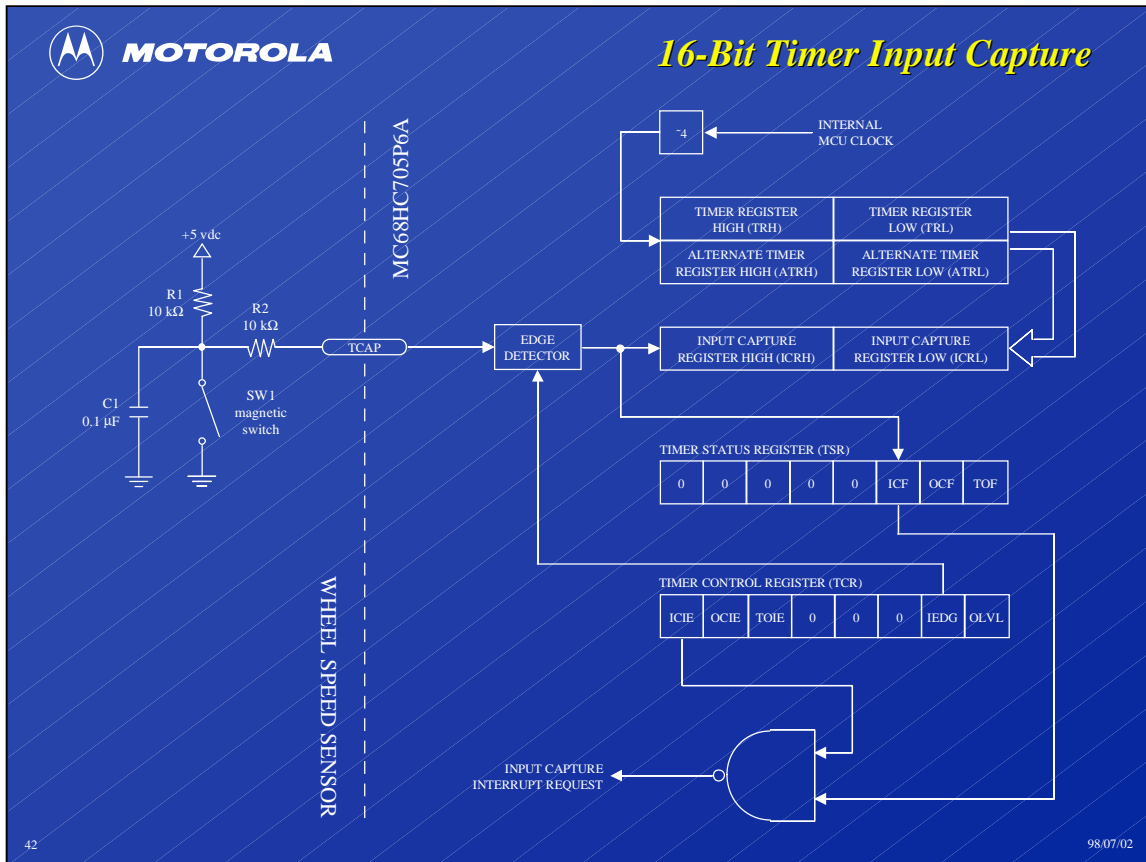 MOTOROLA
16-Bit Timer Input Capture
-4
INTERNAL
MCU CLOCK
MC68HC705P6A
TIMER REGISTER
HIGH (TRH)
TIMER REGISTER
LOW (TRL)
ALTERNATE TIMER
REGISTER HIGH (ATRH)
ALTERNATE TIMER
REGISTER LOW (ATRL)
+5 vdc
R1
10 kΩ
R2
10 kΩ
TCAP
EDGE
DETECTOR
INPUT CAPTURE
REGISTER HIGH (ICRH)
INPUT CAPTURE
REGISTER LOW (ICRL)
C1
0.1 µF
SW1
magnetic
switch
TIMER STATUS REGISTER (TSR)
0 0 0 0 0 ICF OCF TOF
TIMER CONTROL REGISTER (TCR)
ICIE OCIE TOIE 0 0 0 IEDG OLVL
WHEEL SPEED SENSOR
INPUT CAPTURE
INTERRUPT REQUEST
42
98/07/02